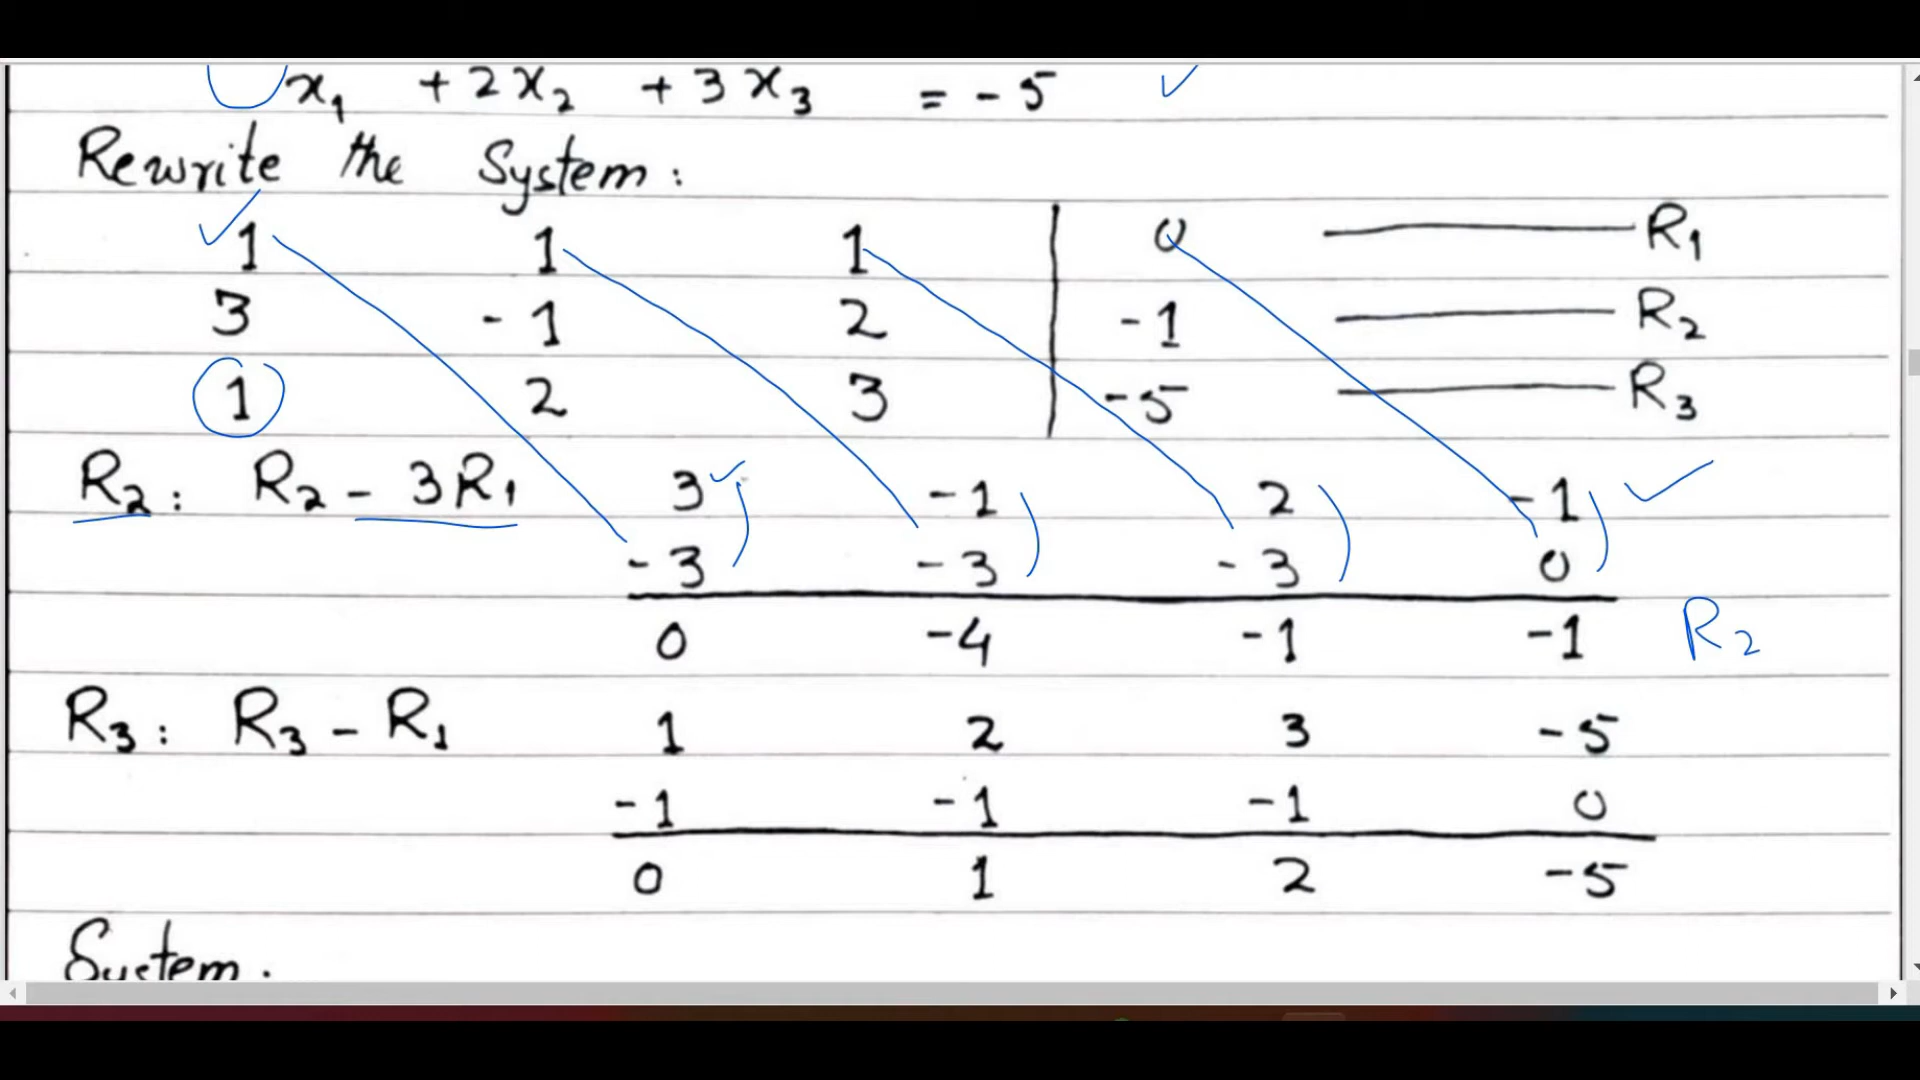 x₁ + 2x₂ + 3x₃ = -5
Rewrite the System:
1 1 1 | 0 — R₁
3 -1 2 | -1 — R₂
1 2 3 | -5 — R₃
R₂: R₂ - 3R₁ 3 -1 2 -1
-3 -3 -3 0
0 -4 -1 -1 R₂
R₃: R₃ - R₁ 1 2 3 -5
-1 -1 -1 0
0 1 2 -5
System: